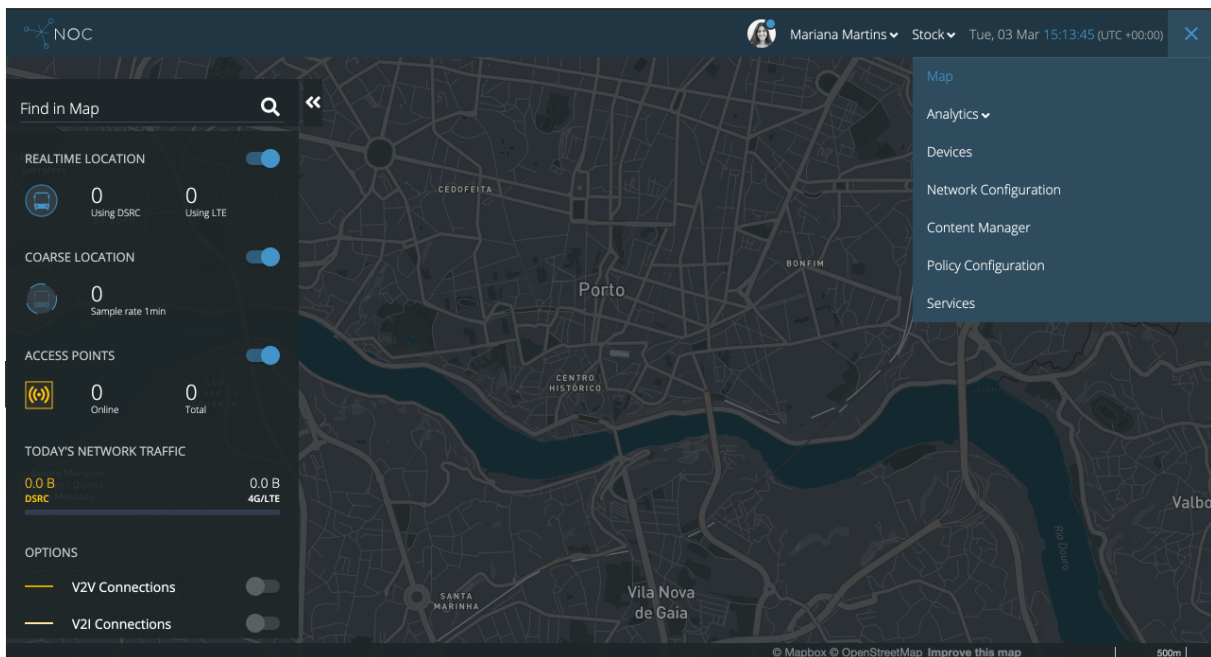 NOC
Mariana Martins
Stock
Tue, 03 Mar 15:13:45 (UTC +00:00)
Map
Analytics
Devices
Network Configuration
Content Manager
Policy Configuration
Services
Find in Map
REALTIME LOCATION
0 0
Using DSRC Using LTE
COARSE LOCATION
0
Sample rate 1min
ACCESS POINTS
0 0
Online Total
TODAY'S NETWORK TRAFFIC
0.0 B 0.0 B
DSRC 4G/LTE
OPTIONS
V2V Connections
V2I Connections
CEDOFEITA
BONFIM
Porto
CENTRO
HISTÓRICO
Valbo
Rio Douro
SANTA
MARINHA
Vila Nova
de Gaia
© Mapbox © OpenStreetMap Improve this map
500m